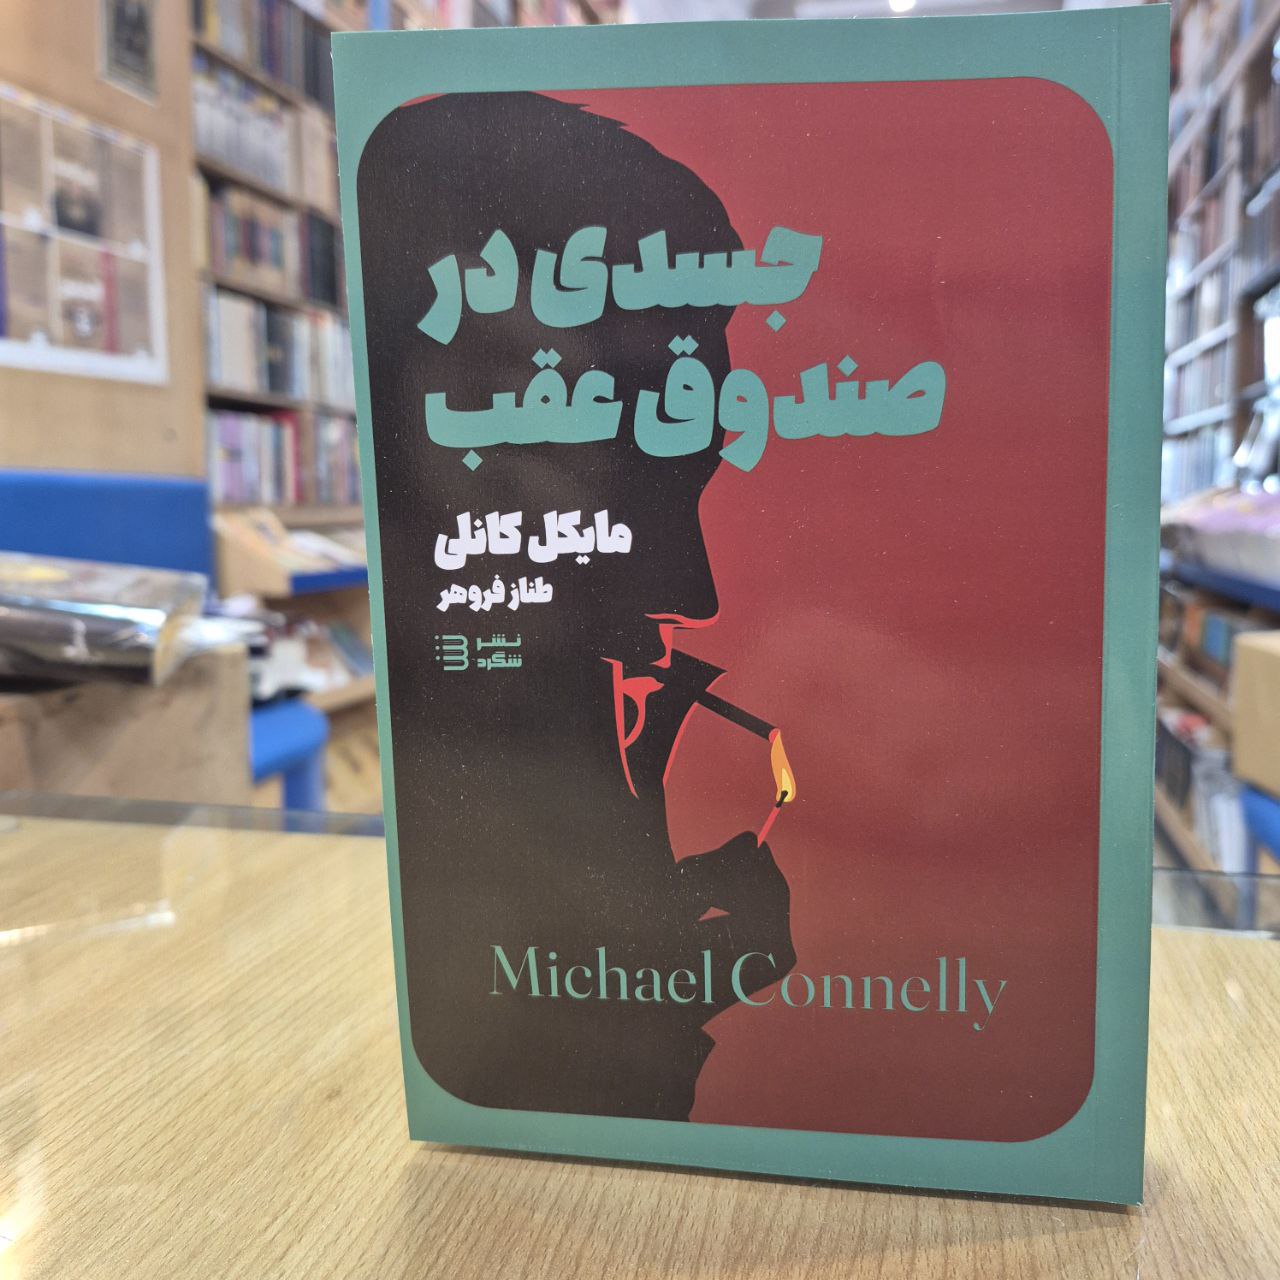 جسدی در
صندوق عقب
مایکل کانلی
طناز فروهر
نشر
شگرد
Michael Connelly